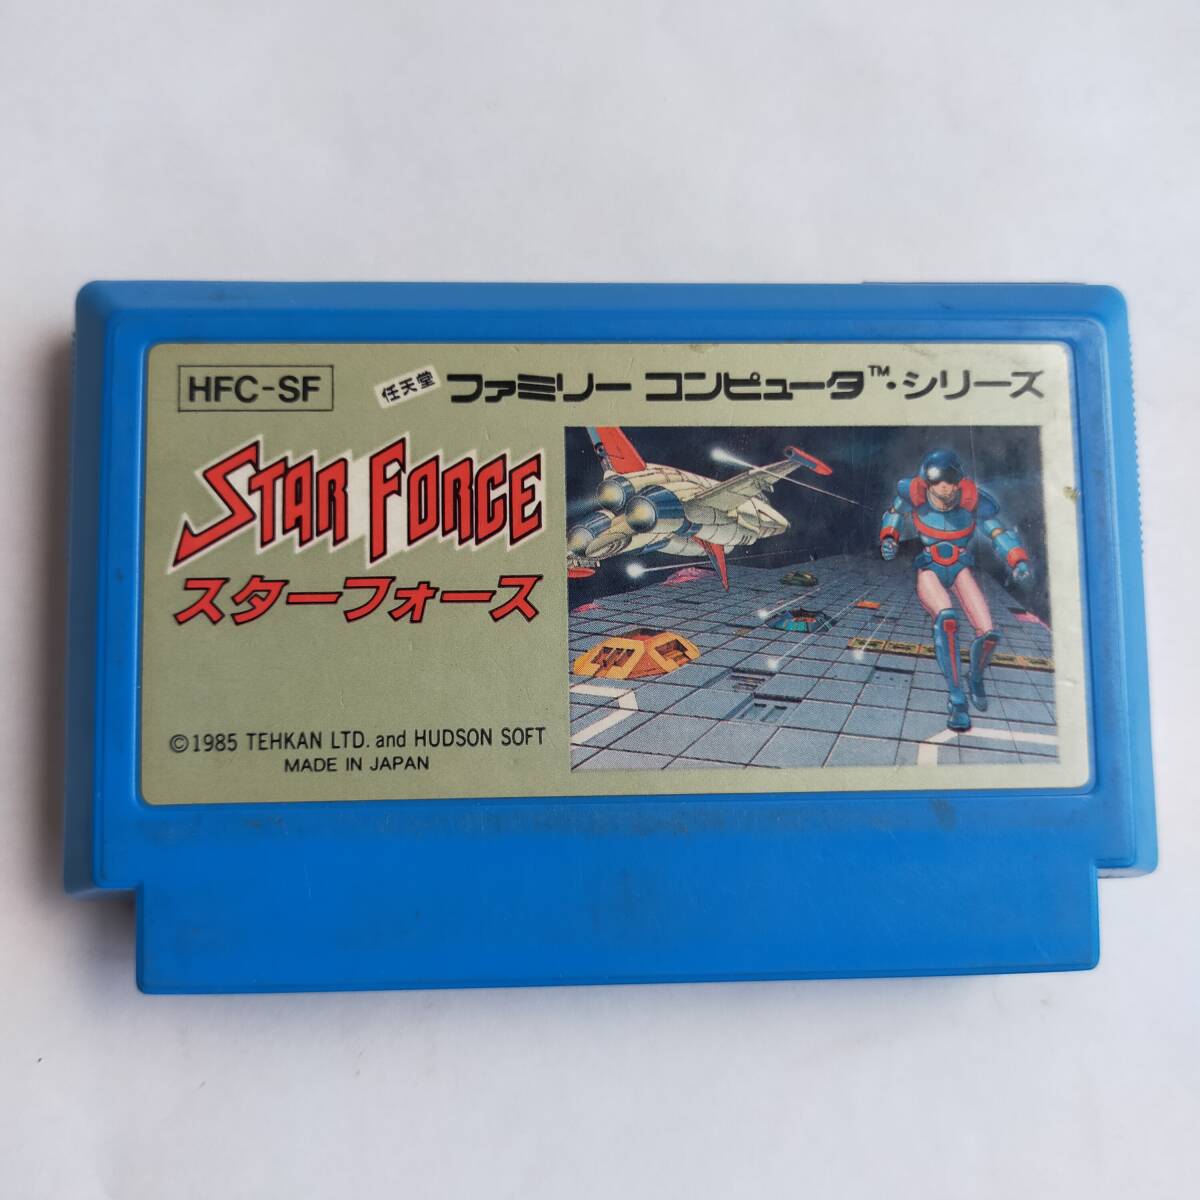 HFC-SF
任天堂 ファミリー コンピュータ™・シリーズ
STAR FORCE
スターフォース
©1985 TEHKAN LTD. and HUDSON SOFT
MADE IN JAPAN